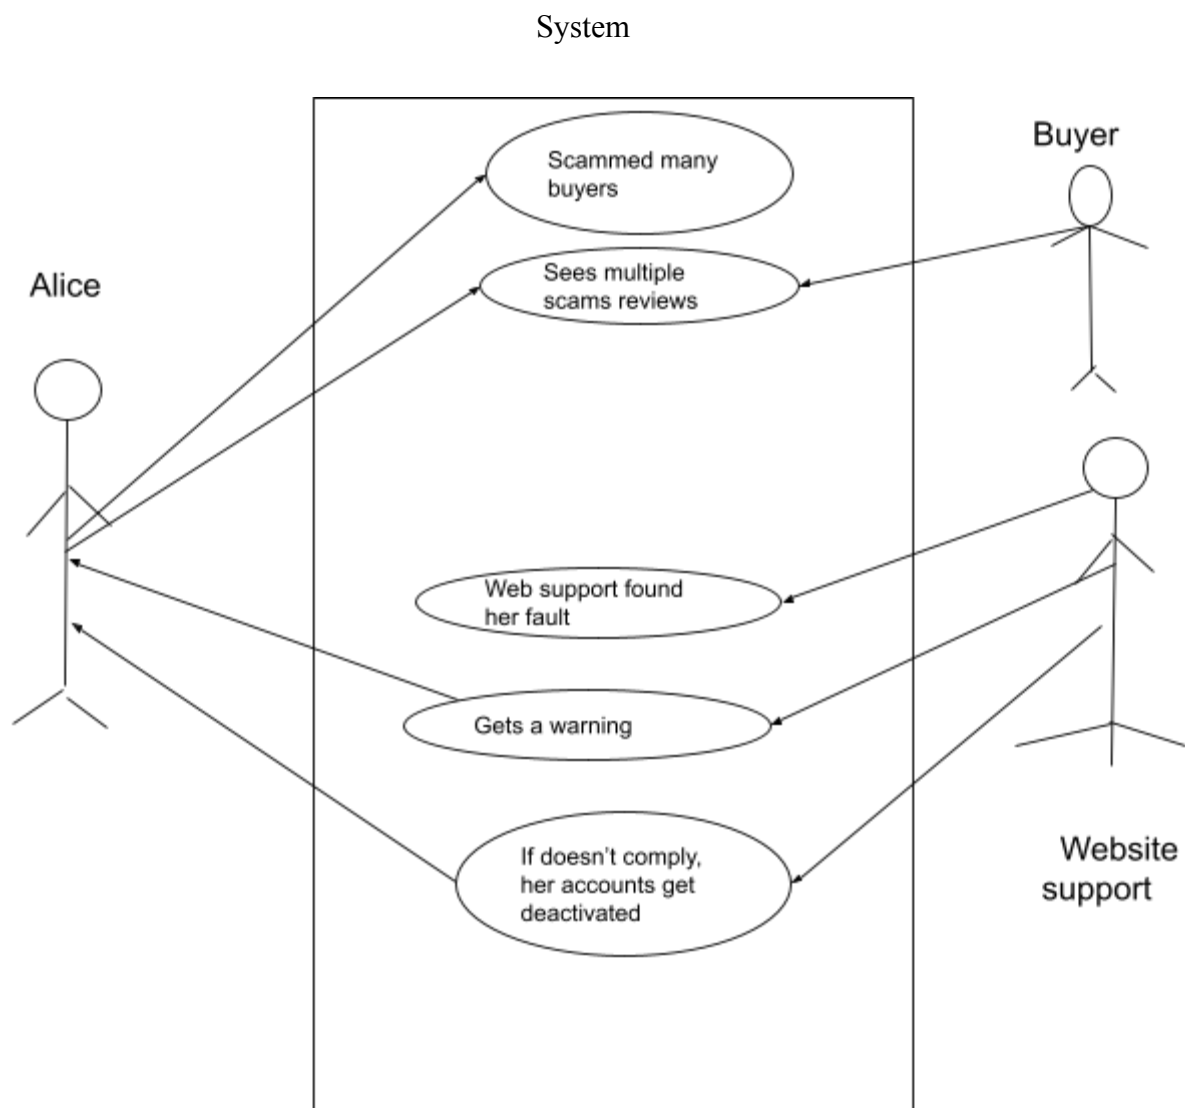 System
Buyer
Scammed many
buyers
Alice
Sees multiple
scams reviews
Web support found
her fault
Gets a warning
If doesn’t comply,
her accounts get
deactivated
Website
support